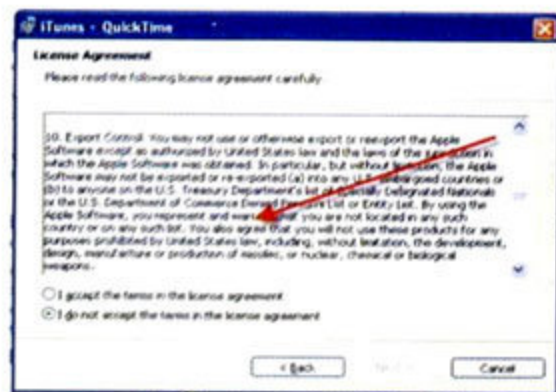 iTunes - QuickTime
License Agreement
Please read the following license agreement carefully
10. Export Control. You may not use or otherwise export or reexport the Apple
Software except as authorized by United States law and the laws of the jurisdiction in
which the Apple Software was obtained. In particular, but without limitation, the Apple
Software may not be exported or re-exported (a) into any U.S. embargoed countries or
(b) to anyone on the U.S. Treasury Department's list of Specially Designated Nationals
or the U.S. Department of Commerce Denied Person's List or Entity List. By using the
Apple Software, you represent and warrant that you are not located in any such
country or on any such list. You also agree that you will not use these products for any
purposes prohibited by United States law, including, without limitation, the development,
design, manufacture or production of missiles, or nuclear, chemical or biological
weapons.
I accept the terms in the license agreement
I do not accept the terms in the license agreement
< Back
Cancel